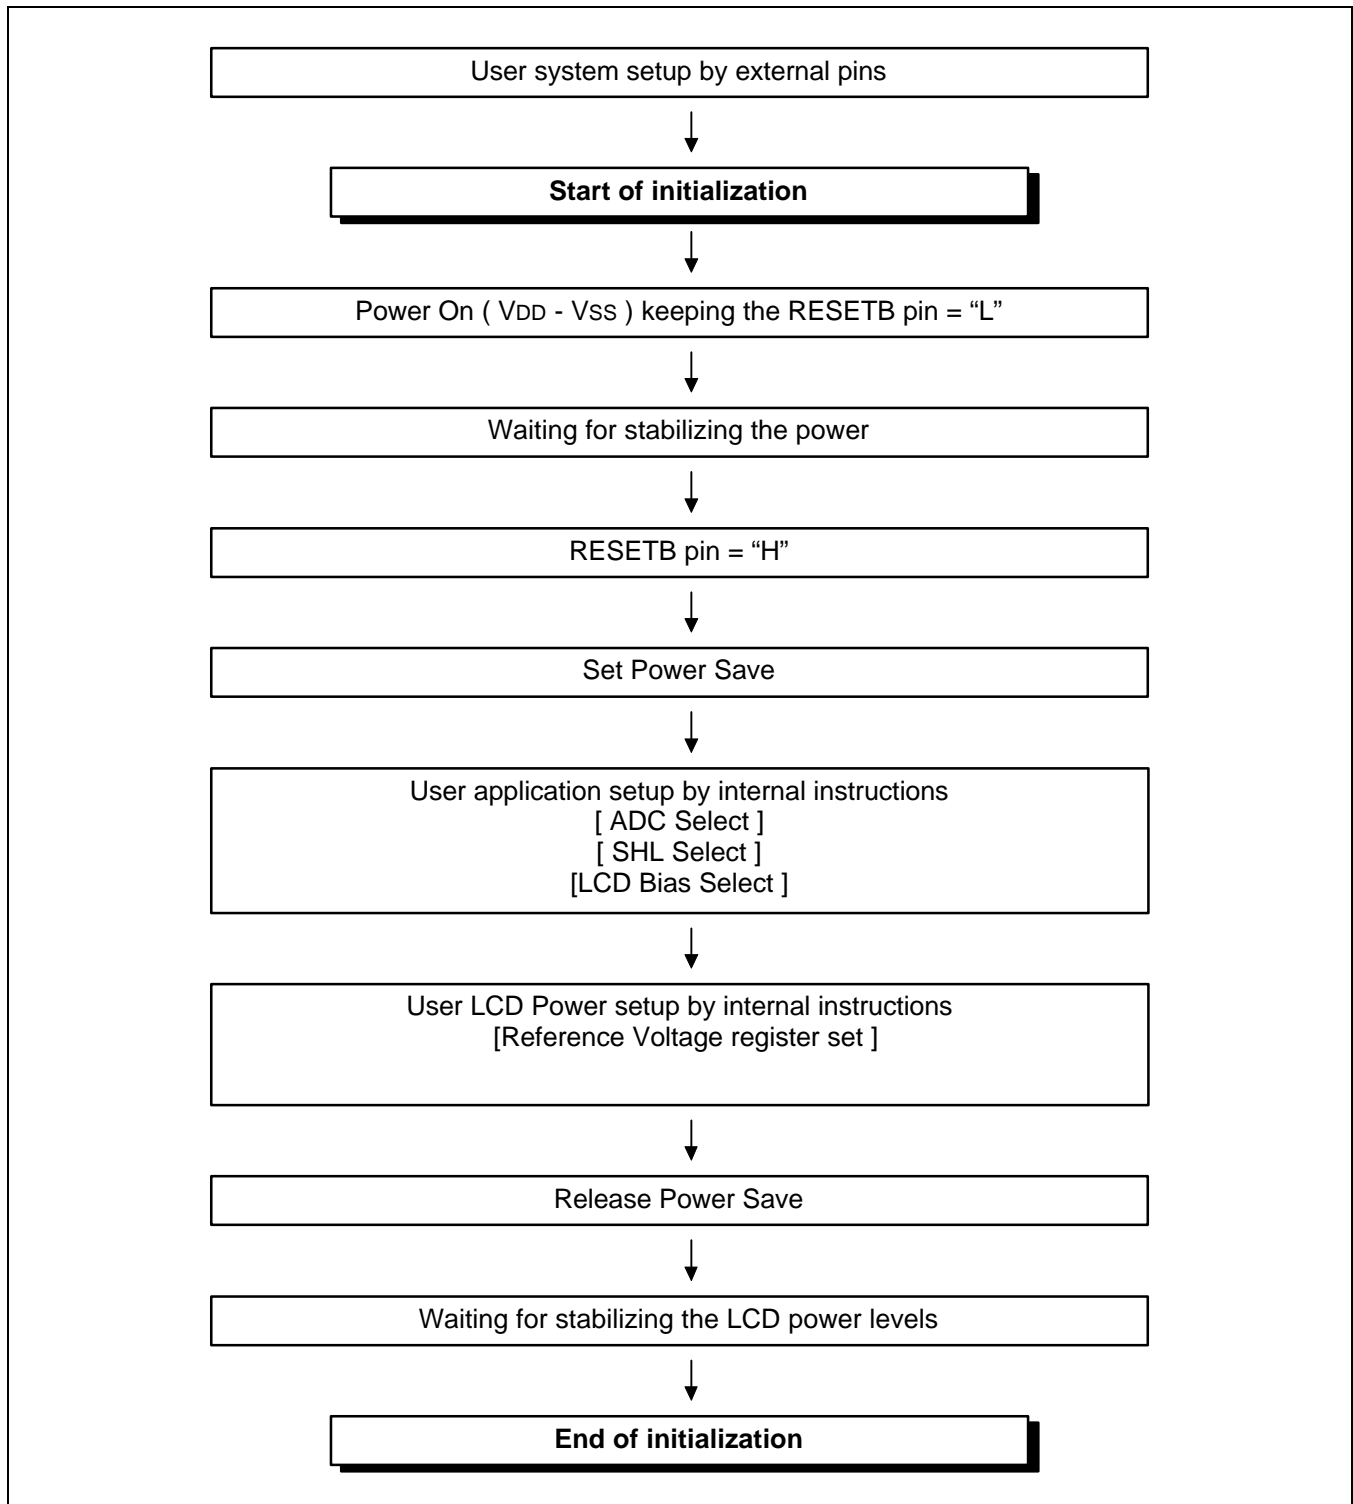 User system setup by external pins
Start of initialization
Power On ( VDD - VSS ) keeping the RESETB pin = “L”
Waiting for stabilizing the power
RESETB pin = “H”
Set Power Save
User application setup by internal instructions
[ ADC Select ]
[ SHL Select ]
[LCD Bias Select ]
User LCD Power setup by internal instructions
[Reference Voltage register set ]
Release Power Save
Waiting for stabilizing the LCD power levels
End of initialization